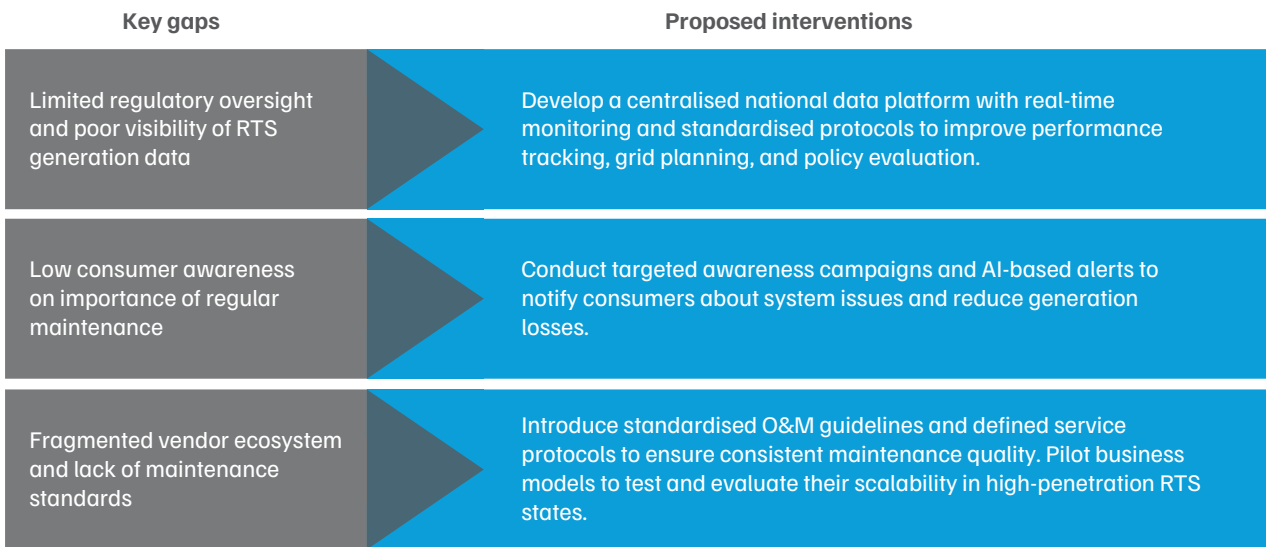 Key gaps
Proposed interventions
Limited regulatory oversight
and poor visibility of RTS
generation data
Develop a centralised national data platform with real-time
monitoring and standardised protocols to improve performance
tracking, grid planning, and policy evaluation.
Low consumer awareness
on importance of regular
maintenance
Conduct targeted awareness campaigns and AI-based alerts to
notify consumers about system issues and reduce generation
losses.
Fragmented vendor ecosystem
and lack of maintenance
standards
Introduce standardised O&M guidelines and defined service
protocols to ensure consistent maintenance quality. Pilot business
models to test and evaluate their scalability in high-penetration RTS
states.